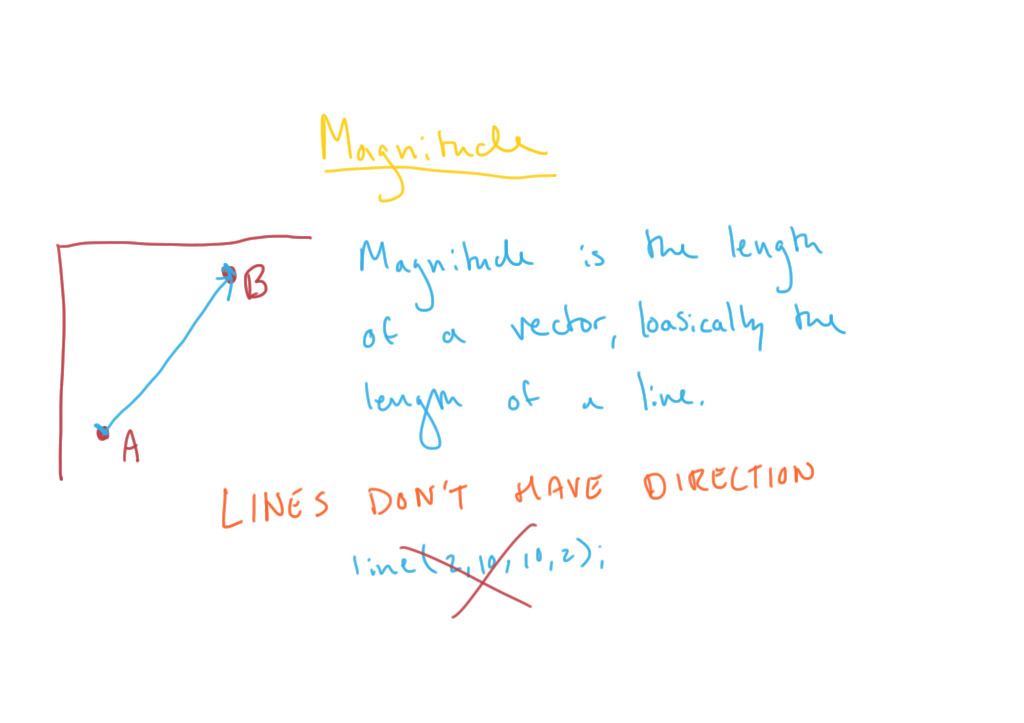 Magnitude
B
A
Magnitude is the length
of a vector, basically the
length of a line.
LINES DON'T HAVE DIRECTION
line(2,10,10,2);